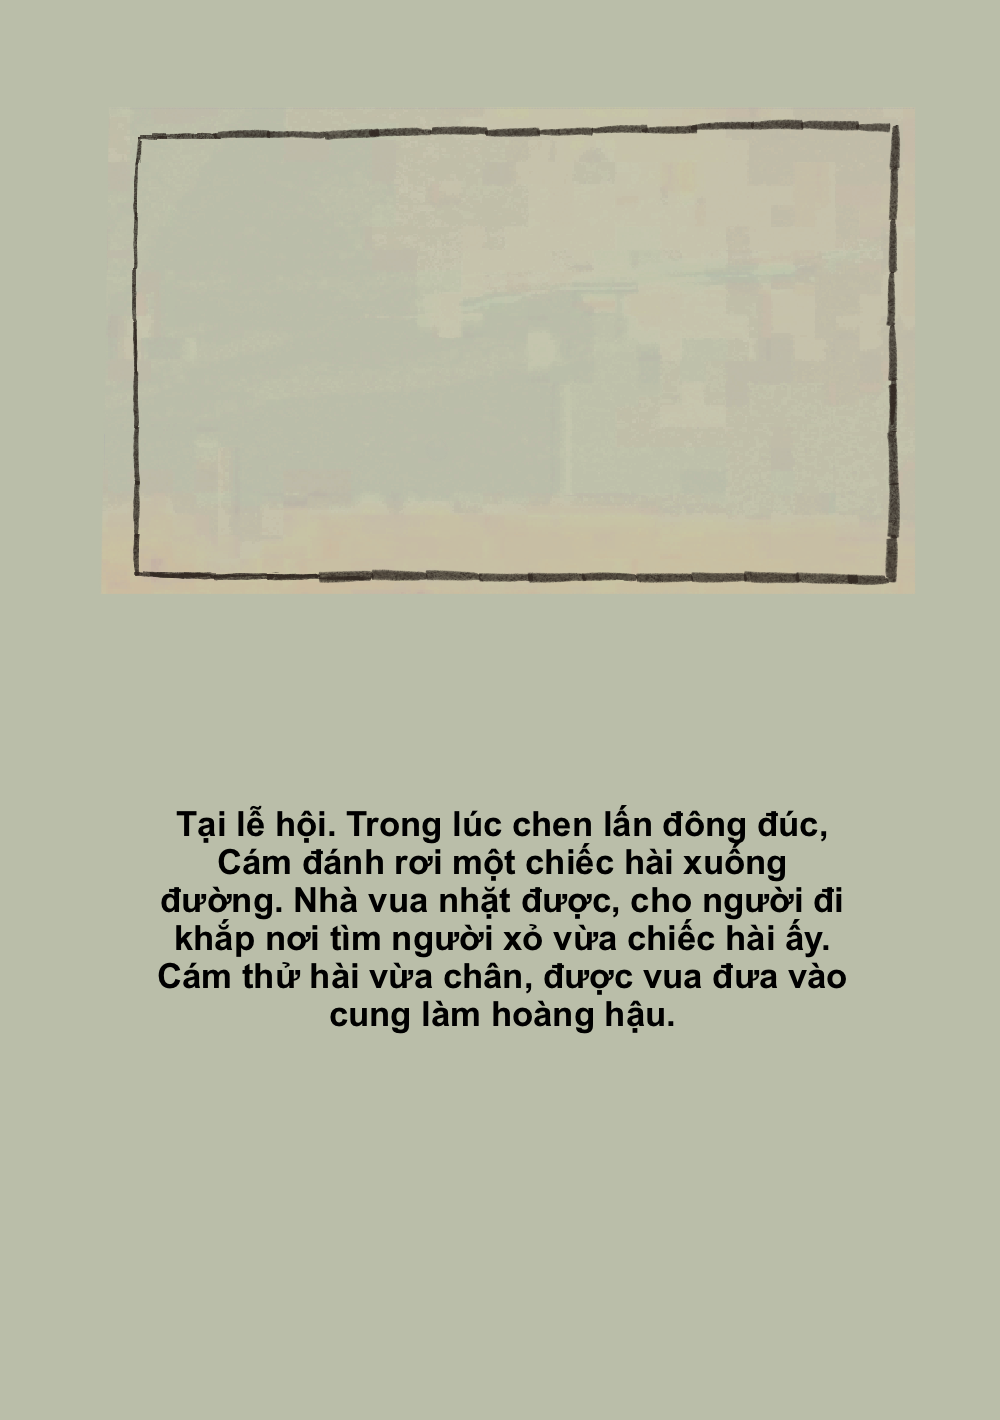 Tại lễ hội. Trong lúc chen lấn đông đúc,
Cám đánh rơi một chiếc hài xuống
đường. Nhà vua nhặt được, cho người đi
khắp nơi tìm người xỏ vừa chiếc hài ấy.
Cám thử hài vừa chân, được vua đưa vào
cung làm hoàng hậu.